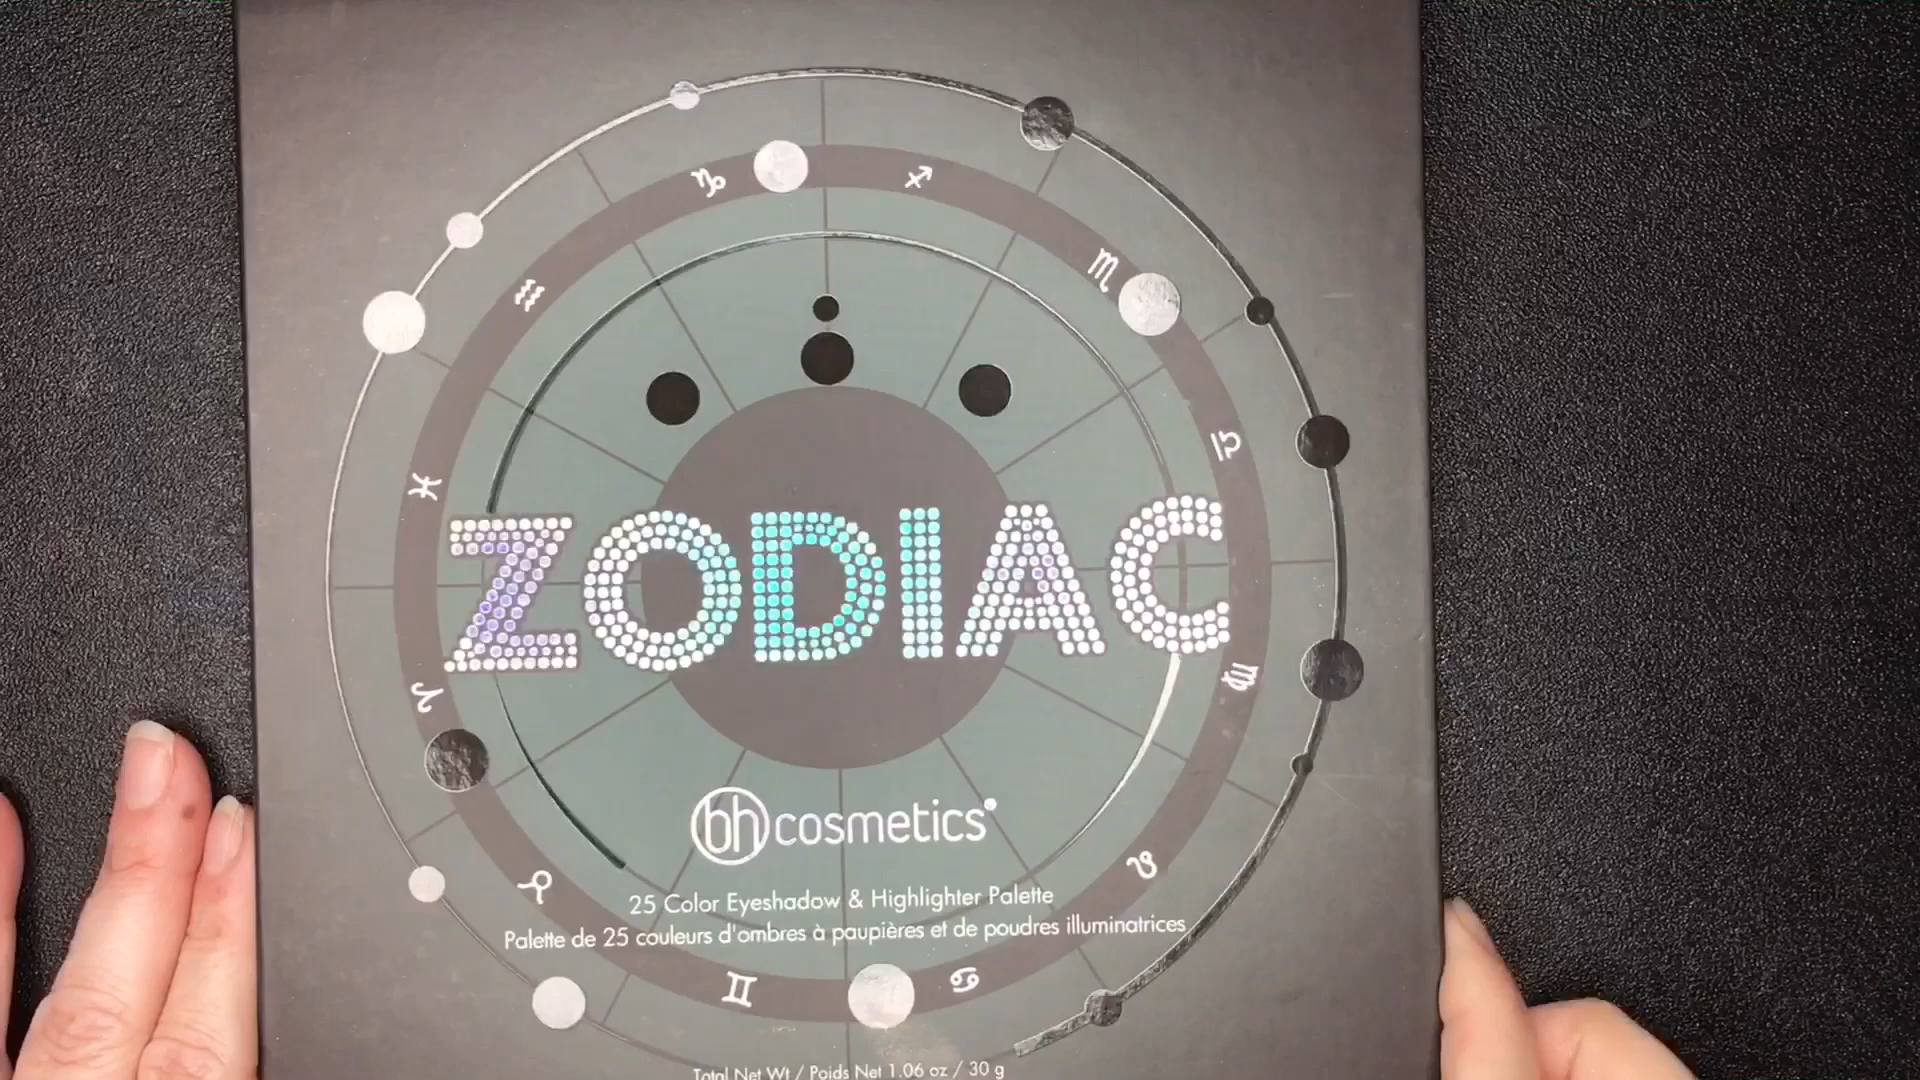 ZODIAC
bh cosmetics
25 Color Eyeshadow & Highlighter Palette
Palette de 25 couleurs d'ombres à paupières et de poudres illuminatrices
Total Net Wt / Poids Net 1.06 oz / 30 g